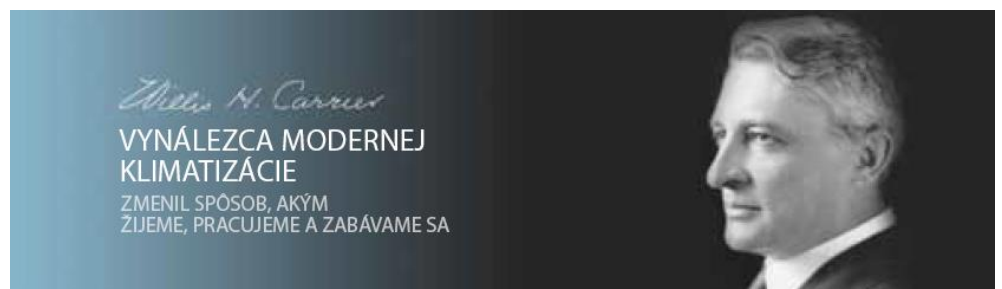 Willis H. Carrier
VYNÁLEZCA MODERNEJ
KLIMATIZÁCIE
ZMENIL SPÔSOB, AKÝM
ŽIJEME, PRACUJEME A ZABÁVAME SA